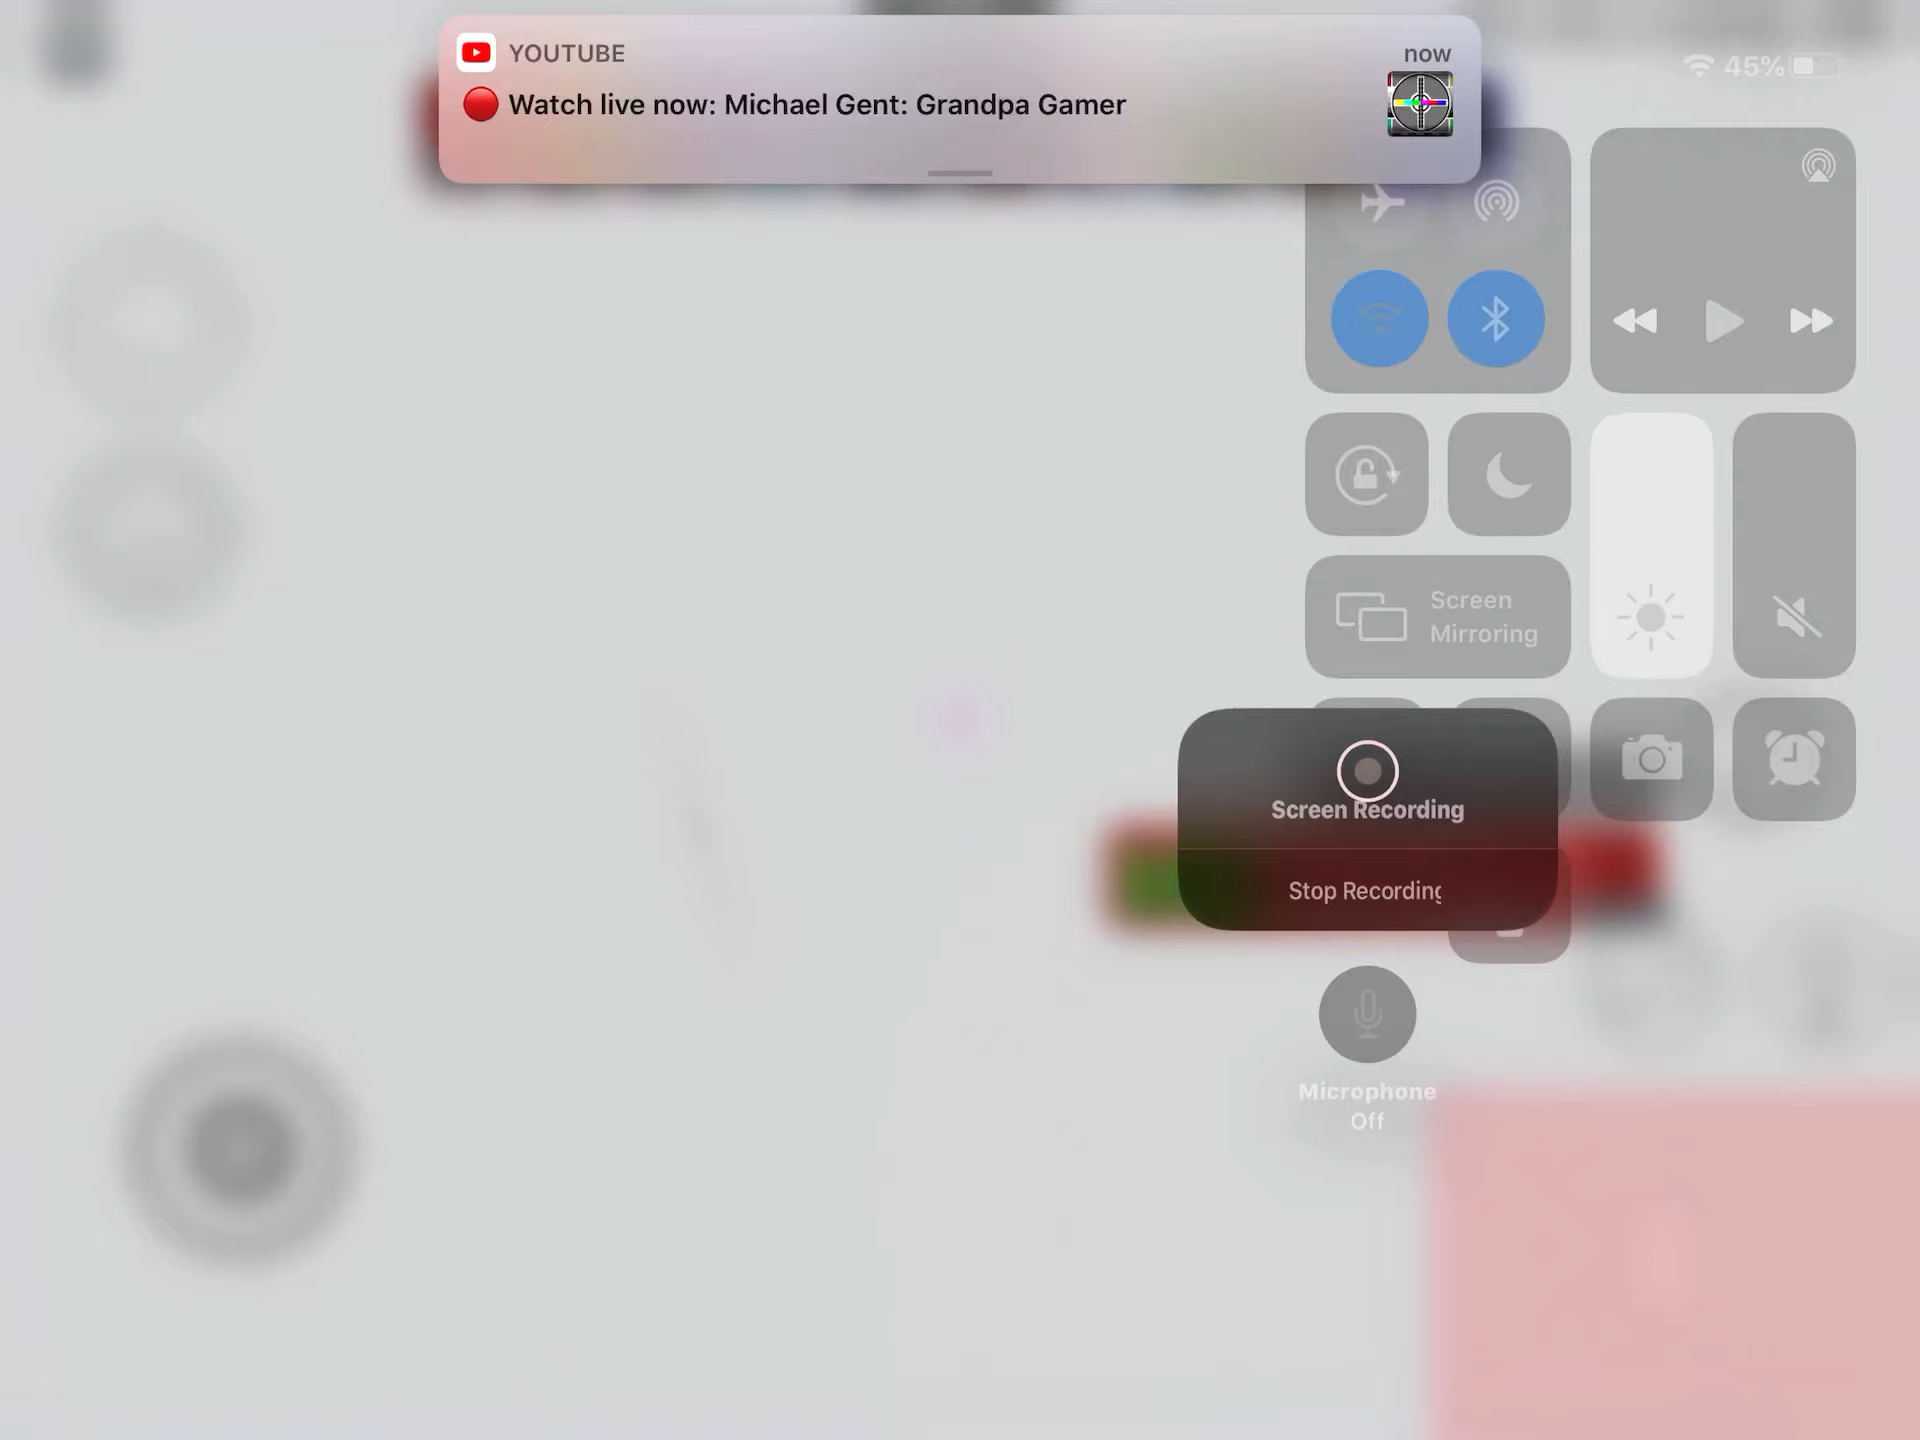 YOUTUBE
now
Watch live now: Michael Gent: Grandpa Gamer
45%
Screen
Mirroring
Screen Recording
Stop Recording
Microphone
Off